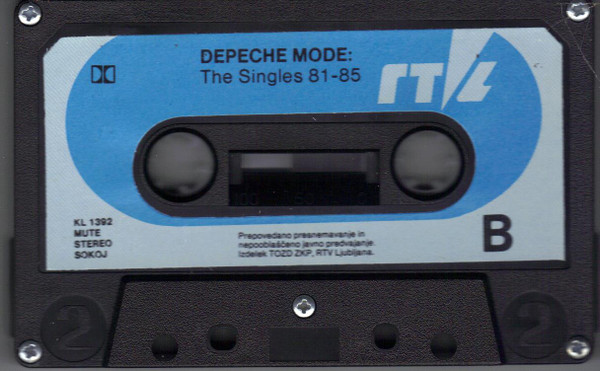 DEPECHE MODE:
The Singles 81-85
RTL
KL 1392
MUTE
STEREO
SOKOJ
Prepovedano presnemavanje in
nepooblaščeno javno predvajanje.
Izdelek TOZD ZKP, RTV Ljubljana.
B
2
2